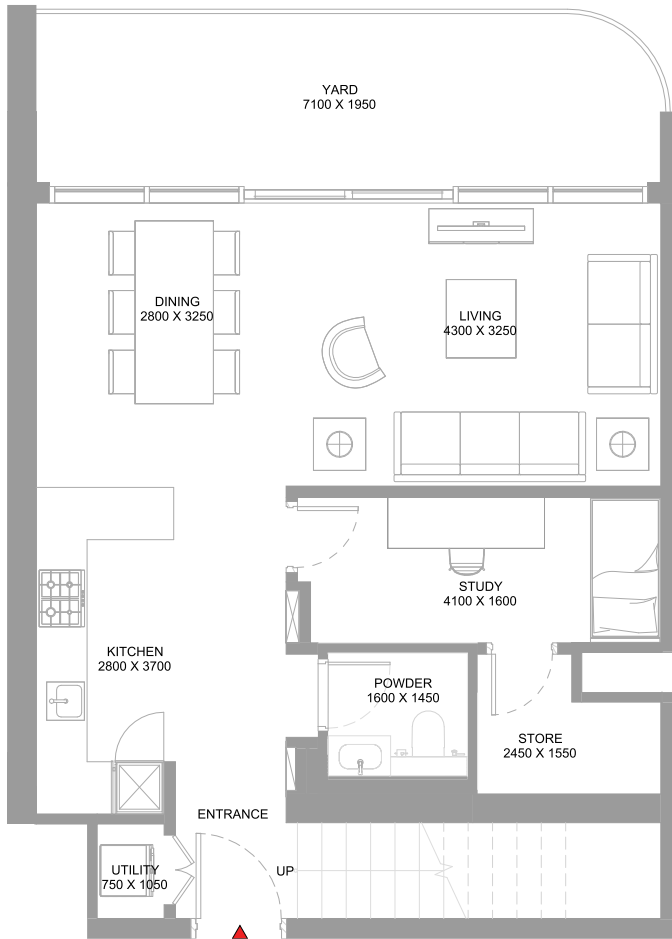 YARD
7100 X 1950
DINING
2800 X 3250
LIVING
4300 X 3250
STUDY
4100 X 1600
KITCHEN
2800 X 3700
POWDER
1600 X 1450
STORE
2450 X 1550
ENTRANCE
UTILITY
750 X 1050
UP